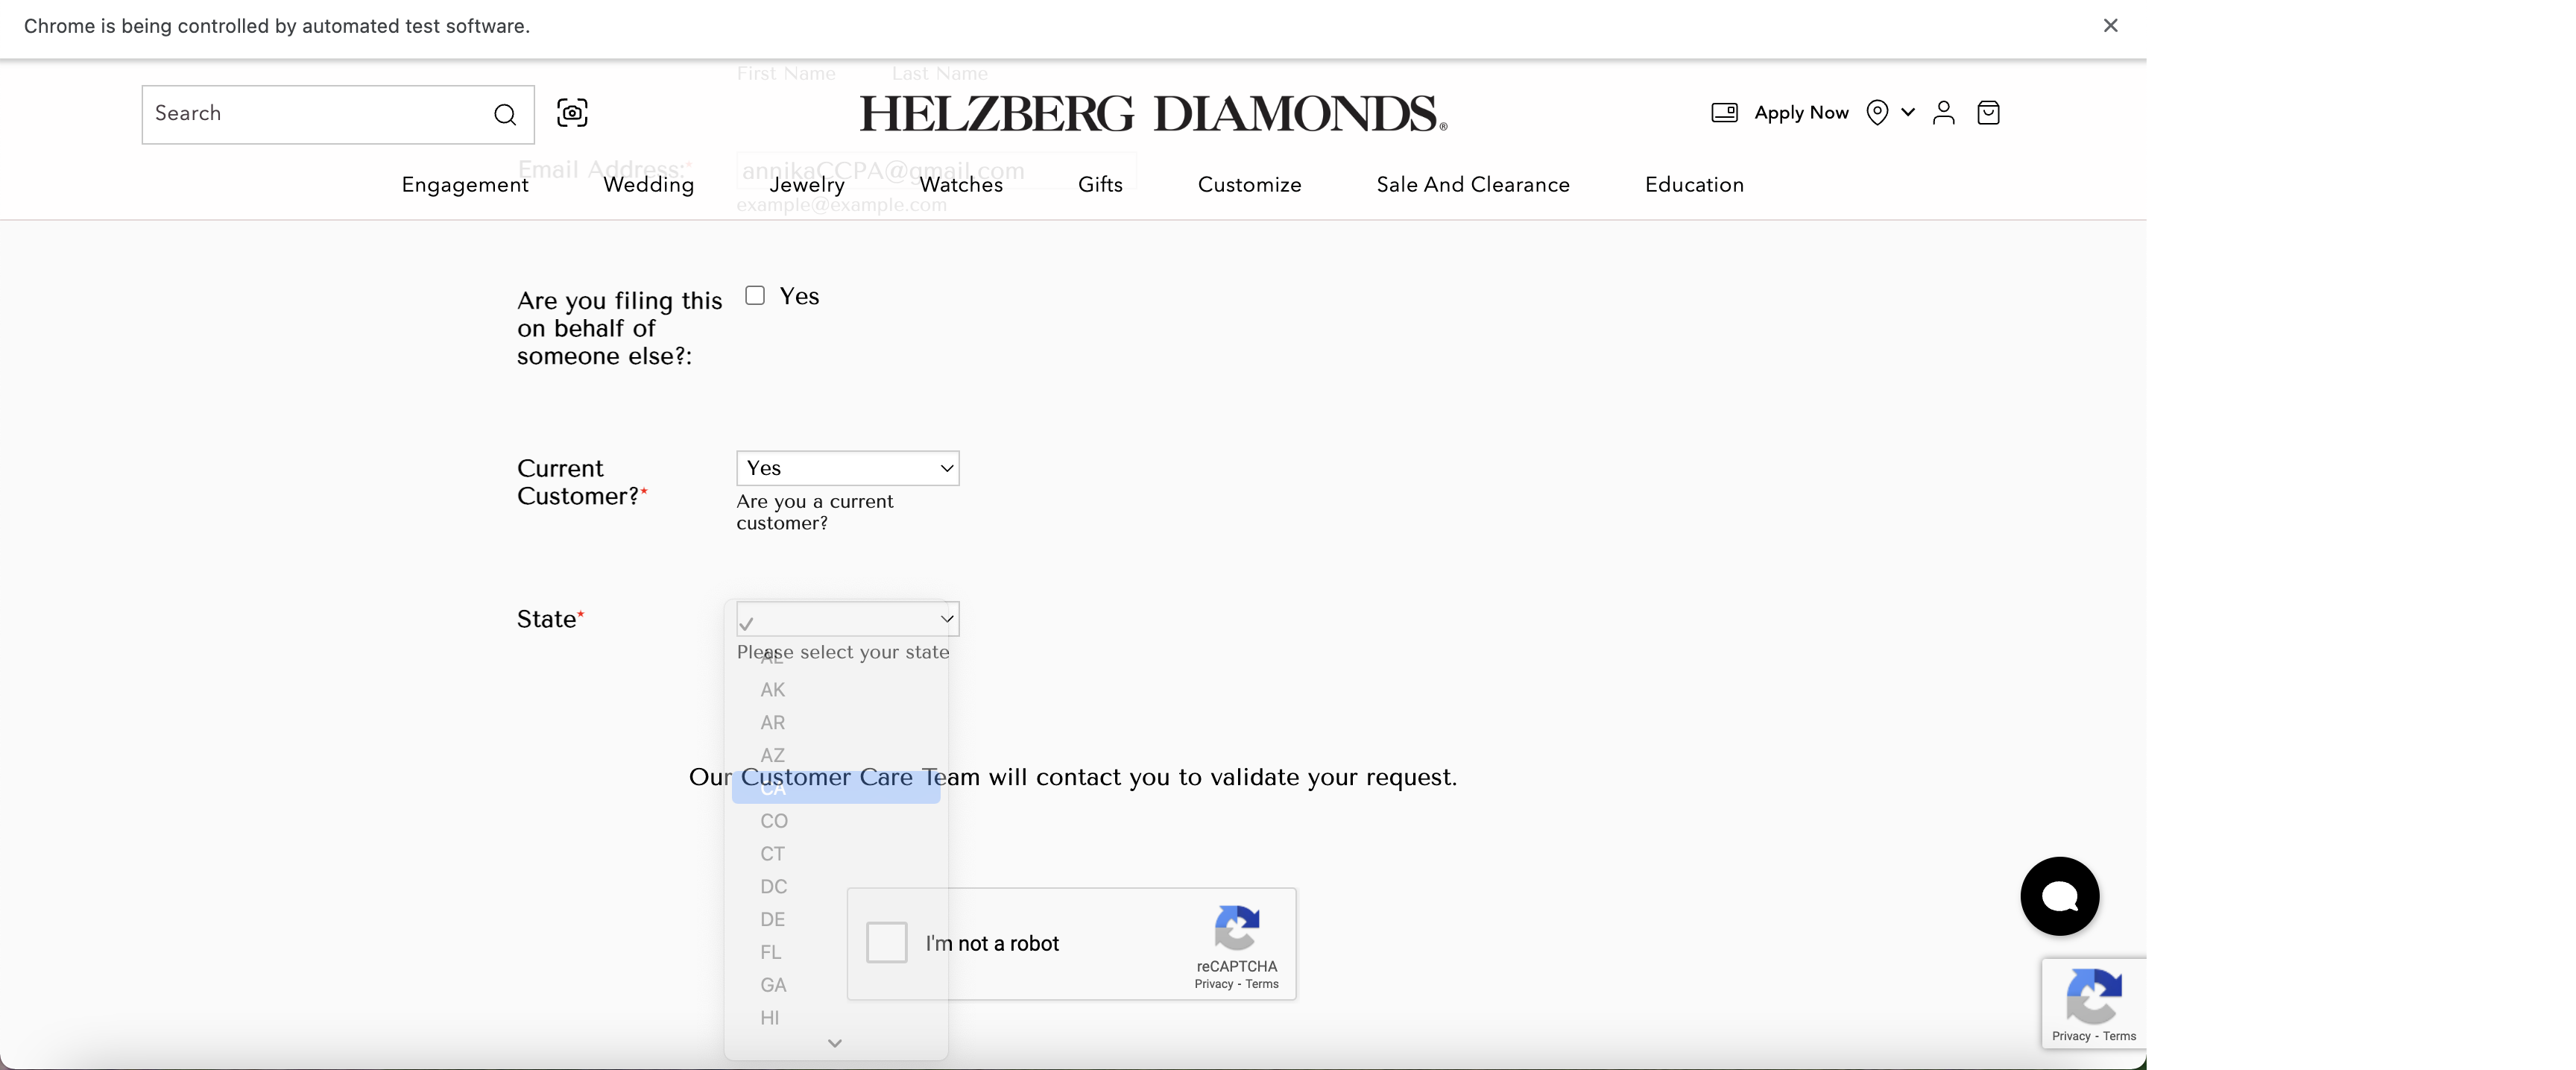 Chrome is being controlled by automated test software.
First Name Last Name
Search
HELZBERG DIAMONDS®
Apply Now
Email Address:*
annikaCCPA@gmail.com
Engagement Wedding Jewelry Watches Gifts Customize Sale And Clearance Education
example@example.com
Are you filing this
on behalf of
someone else?:
Yes
Current
Customer?*
Yes
Are you a current
customer?
State*
Please select your state
AL
AK
AR
AZ
Our Customer Care Team will contact you to validate your request.
CA
CO
CT
DC
DE
FL
GA
HI
I'm not a robot
reCAPTCHA
Privacy - Terms
Privacy - Terms